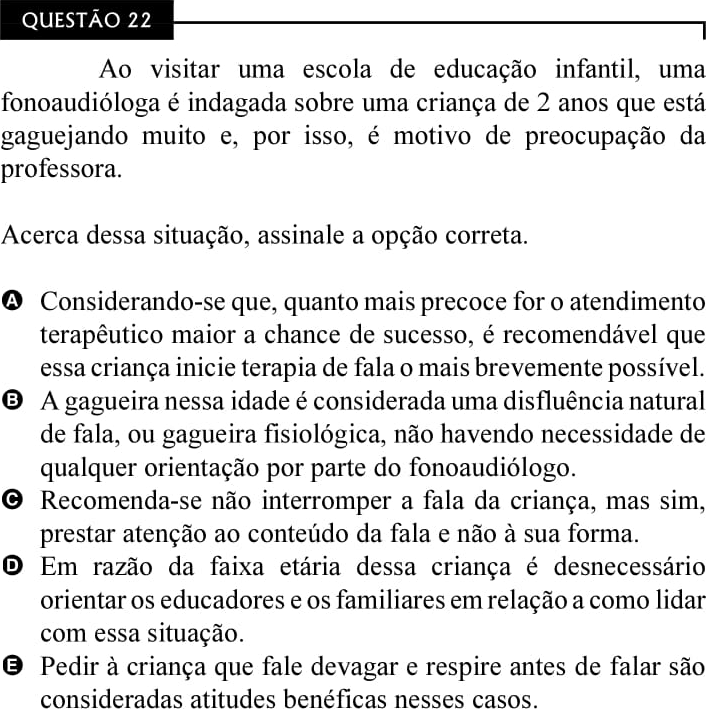 QUESTÃO 22
Ao visitar uma escola de educação infantil, uma
fonoaudióloga é indagada sobre uma criança de 2 anos que está
gaguejando muito e, por isso, é motivo de preocupação da
professora.
Acerca dessa situação, assinale a opção correta.
A Considerando-se que, quanto mais precoce for o atendimento
terapêutico maior a chance de sucesso, é recomendável que
essa criança inicie terapia de fala o mais brevemente possível.
B A gagueira nessa idade é considerada uma disfluência natural
de fala, ou gagueira fisiológica, não havendo necessidade de
qualquer orientação por parte do fonoaudiólogo.
C Recomenda-se não interromper a fala da criança, mas sim,
prestar atenção ao conteúdo da fala e não à sua forma.
D Em razão da faixa etária dessa criança é desnecessário
orientar os educadores e os familiares em relação a como lidar
com essa situação.
E Pedir à criança que fale devagar e respire antes de falar são
consideradas atitudes benéficas nesses casos.